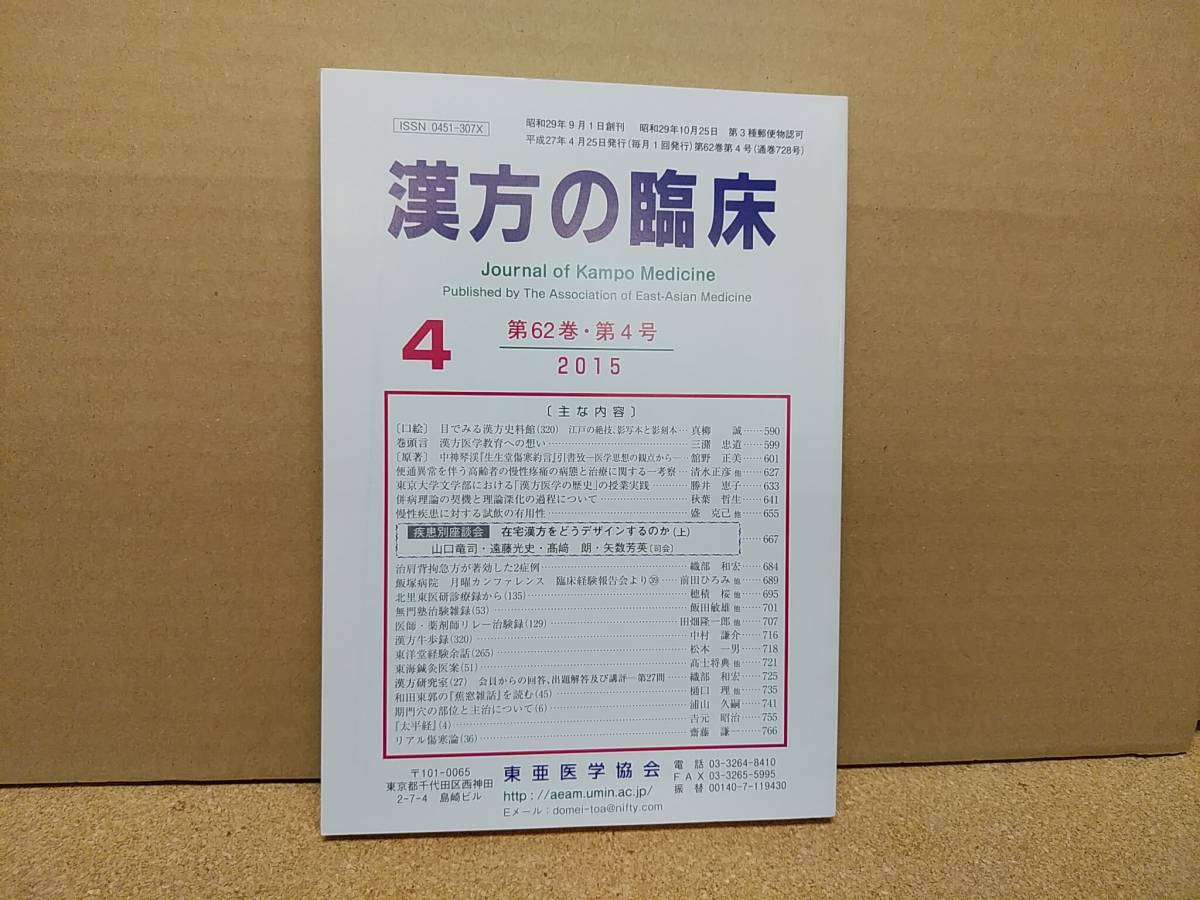 ISSN 0451-307X
昭和29年9月1日創刊 昭和29年10月25日 第3種郵便物認可
平成27年4月25日発行(毎月1回発行)第62巻第4号(通巻728号)
漢方の臨床
Journal of Kampo Medicine
Published by The Association of East-Asian Medicine
4
第62巻・第4号
2015
〔主な内容〕
〔口絵〕 目でみる漢方史料館(320) 江戸の絶技、影写本と影刻本…真柳 誠……590
巻頭言 漢方医学教育への想い……三潴 忠道……599
〔原著〕 中神琴渓『生生堂傷寒約言』引書攷―医学思想の観点から―…舘野 正美……601
便通異常を伴う高齢者の慢性疼痛の病態と治療に関する一考察…清水正彦 他……627
東京大学文学部における『漢方医学の歴史』の授業実践……勝井 恵子……633
併病理論の契機と理論深化の過程について……秋葉 哲生……641
慢性疾患に対する試飲の有用性……盛 克己 他……655
疾患別座談会 在宅漢方をどうデザインするのか(上)
山口竜司・遠藤光史・髙﨑 朗・矢数芳英(司会)……667
治肩背拘急方が著効した2症例……織部 和宏……684
飯塚病院 月曜カンファレンス 臨床経験報告会より㊴……前田ひろみ 他……689
北里東医研診療録から(135)……穂積 桜 他……695
無門塾治験雑録(53)……飯田敏雄 他……701
医師・薬剤師リレー治験録(129)……田畑隆一郎 他……707
漢方牛歩録(320)……中村 謙介……716
東洋堂経験余話(265)……松本 一男……718
東海鍼灸医案(51)……高士将典 他……721
漢方研究室(27) 会員からの回答、出題解答及び講評―第27問……織部 和宏……725
和田東郭の『蕉窓雑話』を読む(45)……樋口 理 他……735
期門穴の部位と主治について(6)……浦山 久嗣……741
『太平経』(4)……吉元 昭治……755
リアル傷寒論(36)……齋藤 謙一……766
〒101-0065
東京都千代田区西神田
2-7-4 島崎ビル
東亜医学協会
http://aeam.umin.ac.jp/
Eメール：domei-toa@nifty.com
電話 03-3264-8410
FAX 03-3265-5995
振替 00140-7-119430